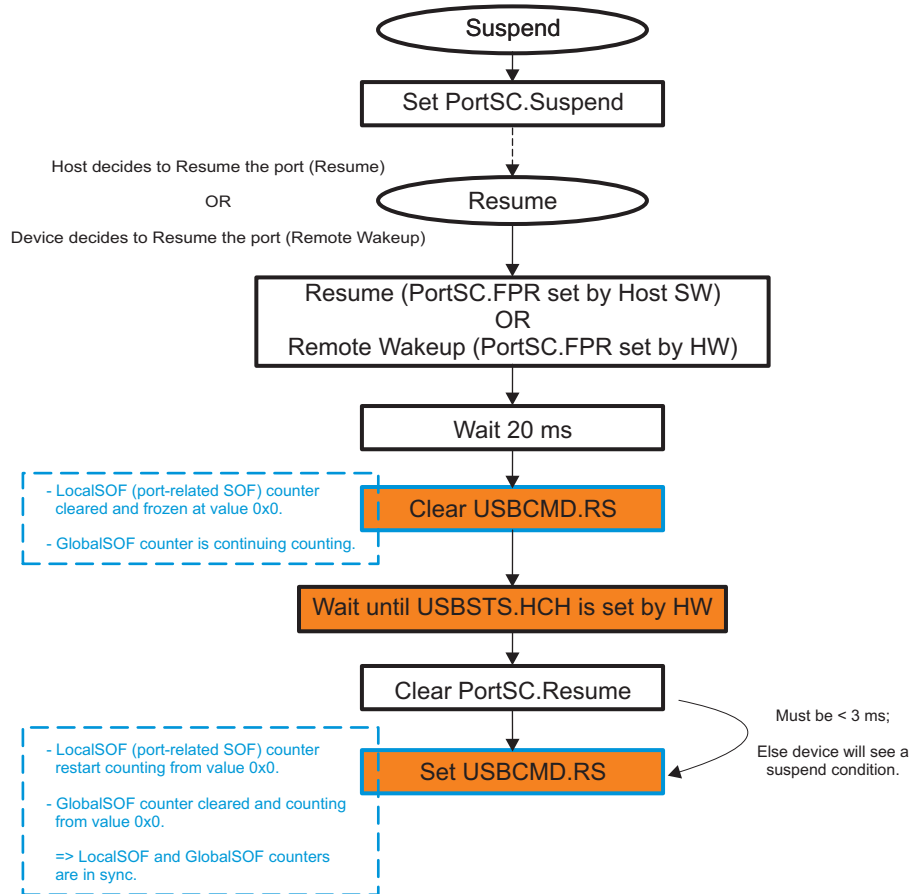 Suspend
Set PortSC.Suspend
Host decides to Resume the port (Resume)
OR
Device decides to Resume the port (Remote Wakeup)
Resume
Resume (PortSC.FPR set by Host SW)
OR
Remote Wakeup (PortSC.FPR set by HW)
Wait 20 ms
- LocalSOF (port-related SOF) counter
cleared and frozen at value 0x0.
- GlobalSOF counter is continuing counting.
Clear USBCMD.RS
Wait until USBSTS.HCH is set by HW
Clear PortSC.Resume
Must be < 3 ms;
Else device will see a
suspend condition.
- LocalSOF (port-related SOF) counter
restart counting from value 0x0.
- GlobalSOF counter cleared and counting
from value 0x0.
=> LocalSOF and GlobalSOF counters
are in sync.
Set USBCMD.RS